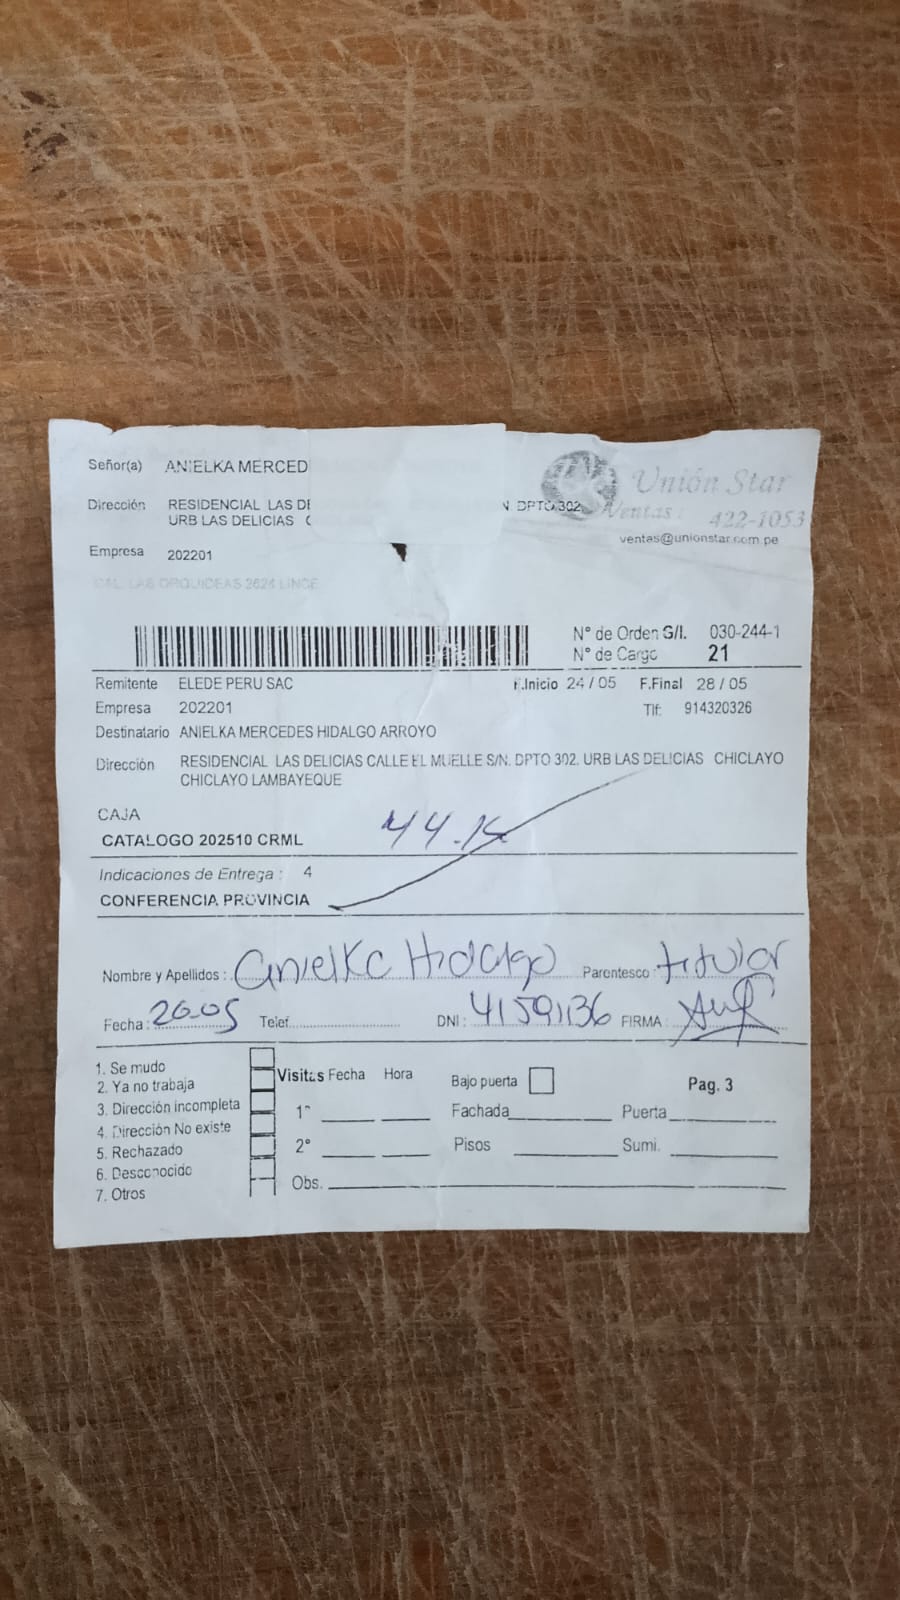 Señor(a) ANIELKA MERCED
Dirección RESIDENCIAL LAS DE N. DPTO 302,
URB LAS DELICIAS C
Unión Star
Ventas: 422-1053
ventas@unionstar.com.pe
Empresa 202201
CAL. LAS ORQUIDEAS 2624 LINCE
N° de Orden G/I. 030-244-1
N° de Cargo 21
Remitente ELEDE PERU SAC F.Inicio 24 / 05 F.Final 28 / 05
Empresa 202201 Tlf: 914320326
Destinatario ANIELKA MERCEDES HIDALGO ARROYO
Dirección RESIDENCIAL LAS DELICIAS CALLE EL MUELLE S/N. DPTO 302. URB LAS DELICIAS CHICLAYO
CHICLAYO LAMBAYEQUE
CAJA
CATALOGO 202510 CRML
Indicaciones de Entrega : 4
CONFERENCIA PROVINCIA
Nombre y Apellidos : Anielka Hidalgo Parentesco : titular
Fecha : Telef. DNI : 41591136 FIRMA :
1. Se mudo
2. Ya no trabaja
3. Dirección incompleta
4. Dirección No existe
5. Rechazado
6. Desconocido
7. Otros
Visitas Fecha Hora Bajo puerta Pag. 3
1° Fachada Puerta
2° Pisos Sumi.
Obs.